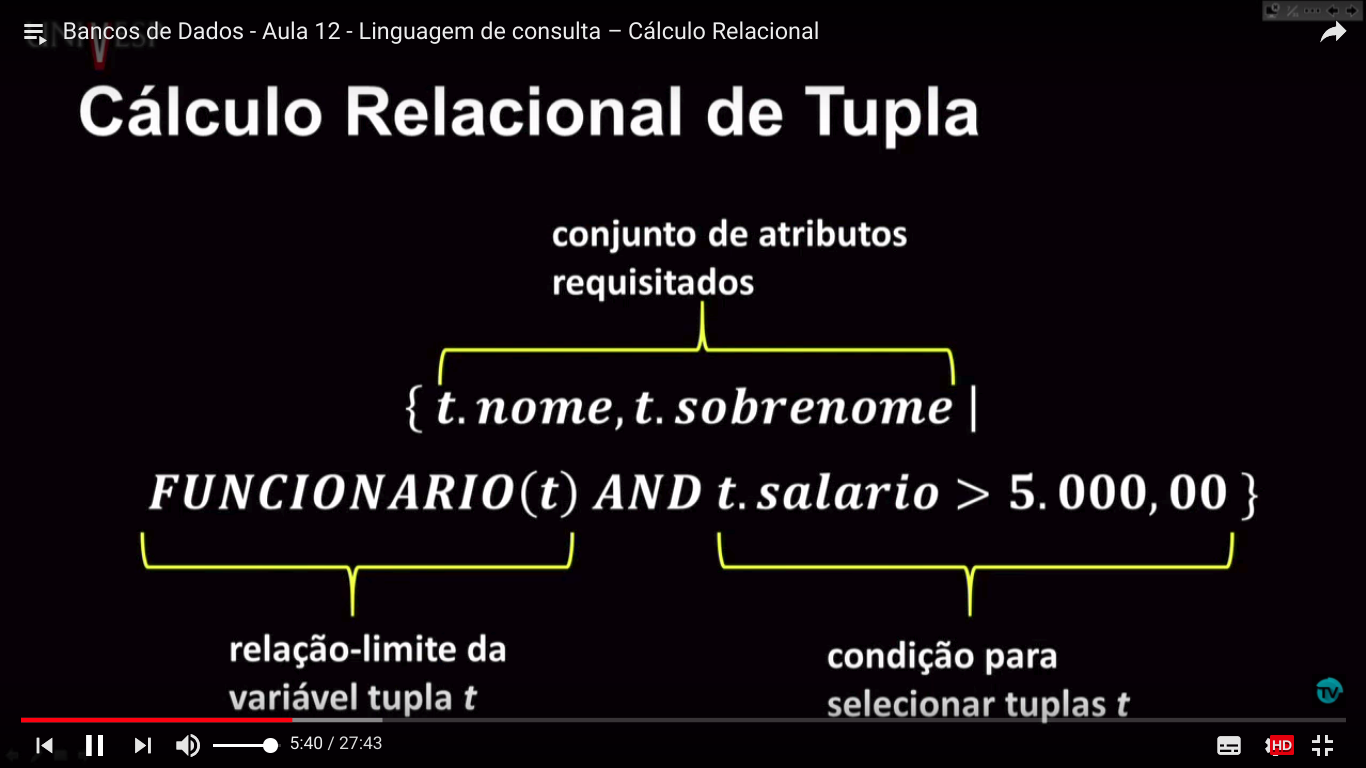 Bancos de Dados - Aula 12 - Linguagem de consulta – Cálculo Relacional
Cálculo Relacional de Tupla
conjunto de atributos
requisitados
{ t.nome, t.sobrenome |
FUNCIONARIO(t) AND t.salario > 5.000,00 }
relação-limite da
variável tupla t
condição para
selecionar tuplas t
TV
5:40 / 27:43
HD